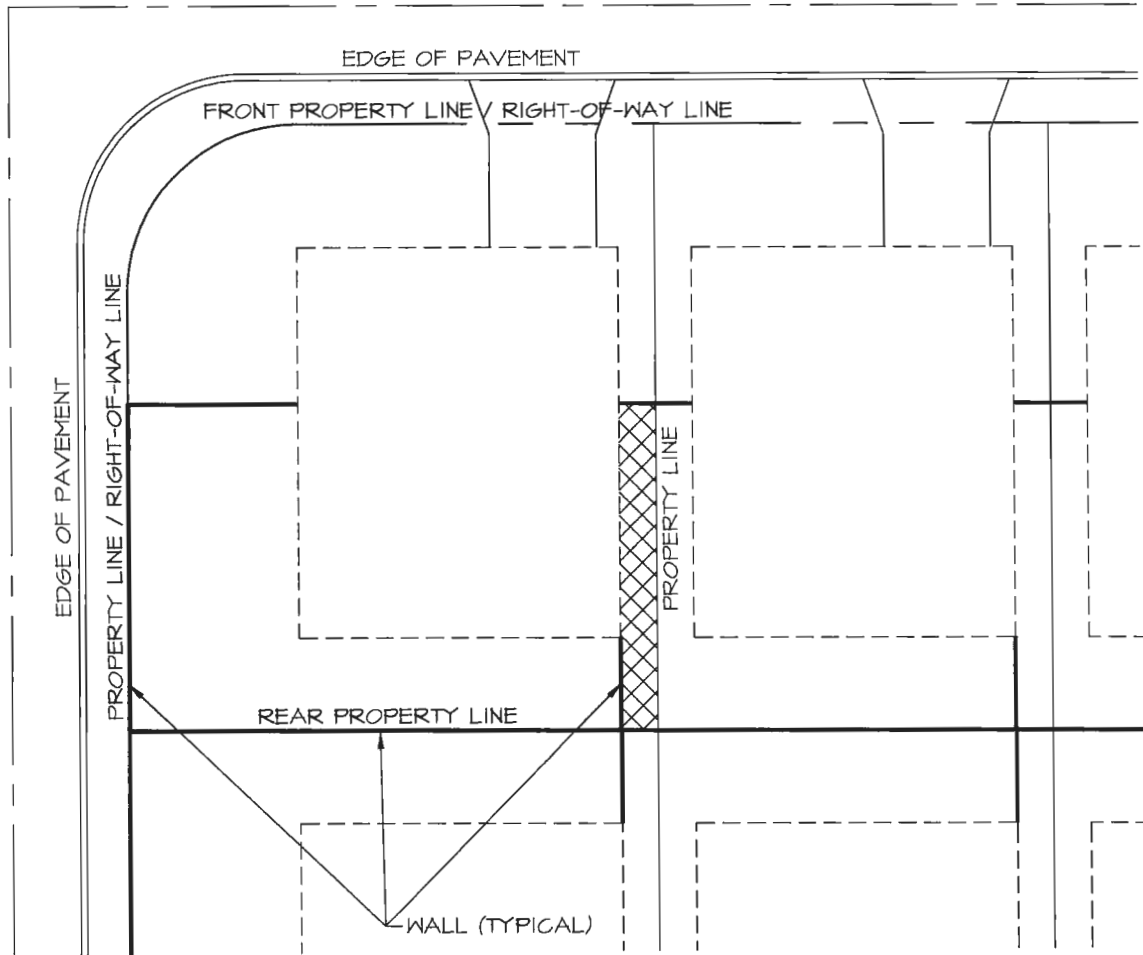 EDGE OF PAVEMENT
FRONT PROPERTY LINE / RIGHT-OF-WAY LINE
PROPERTY LINE / RIGHT-OF-WAY LINE
EDGE OF PAVEMENT
PROPERTY LINE
REAR PROPERTY LINE
WALL (TYPICAL)